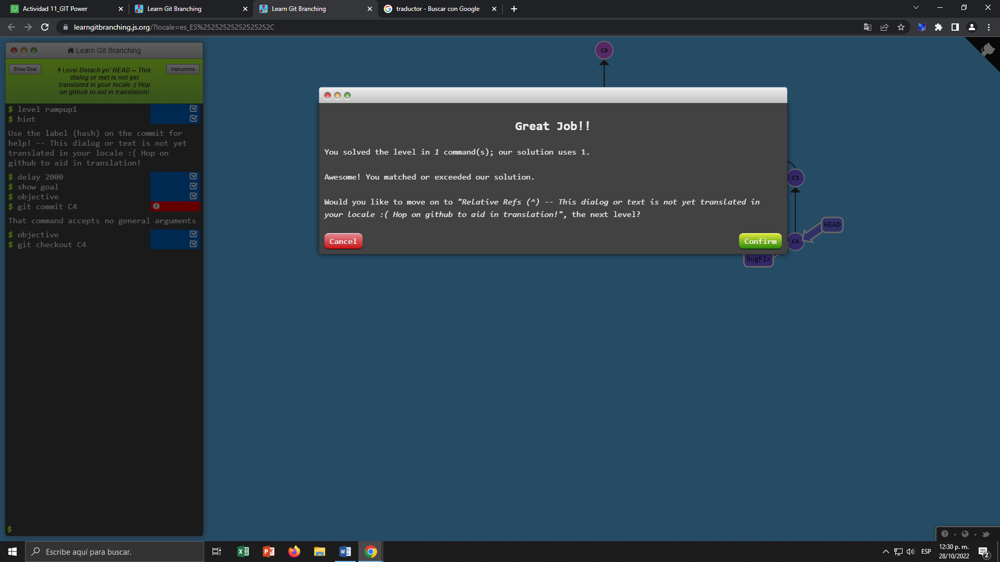 Actividad 11_GIT Power
Learn Git Branching
Learn Git Branching
traductor - Buscar con Google
learngitbranching.js.org/?locale=es_ES%25252525252525252C
Learn Git Branching
Show Goal
Level Detach yo' HEAD -- This
dialog or text is not yet
translated in your locale :( Hop
on github to aid in translation!
Instructions
$ level rampup1
$ hint
Use the label (hash) on the commit for
help! -- This dialog or text is not yet
translated in your locale :( Hop on
github to aid in translation!
$ delay 2000
$ show goal
$ objective
$ git commit C4
That command accepts no general arguments
$ objective
$ git checkout C4
$
C0
Great Job!!
You solved the level in 1 command(s); our solution uses 1.
Awesome! You matched or exceeded our solution.
Would you like to move on to "Relative Refs (^) -- This dialog or text is not yet translated in
your locale :( Hop on github to aid in translation!", the next level?
Cancel
Confirm
C3
HEAD
C4
bugFix
Escribe aquí para buscar.
ESP
12:30 p. m.
28/10/2022
2